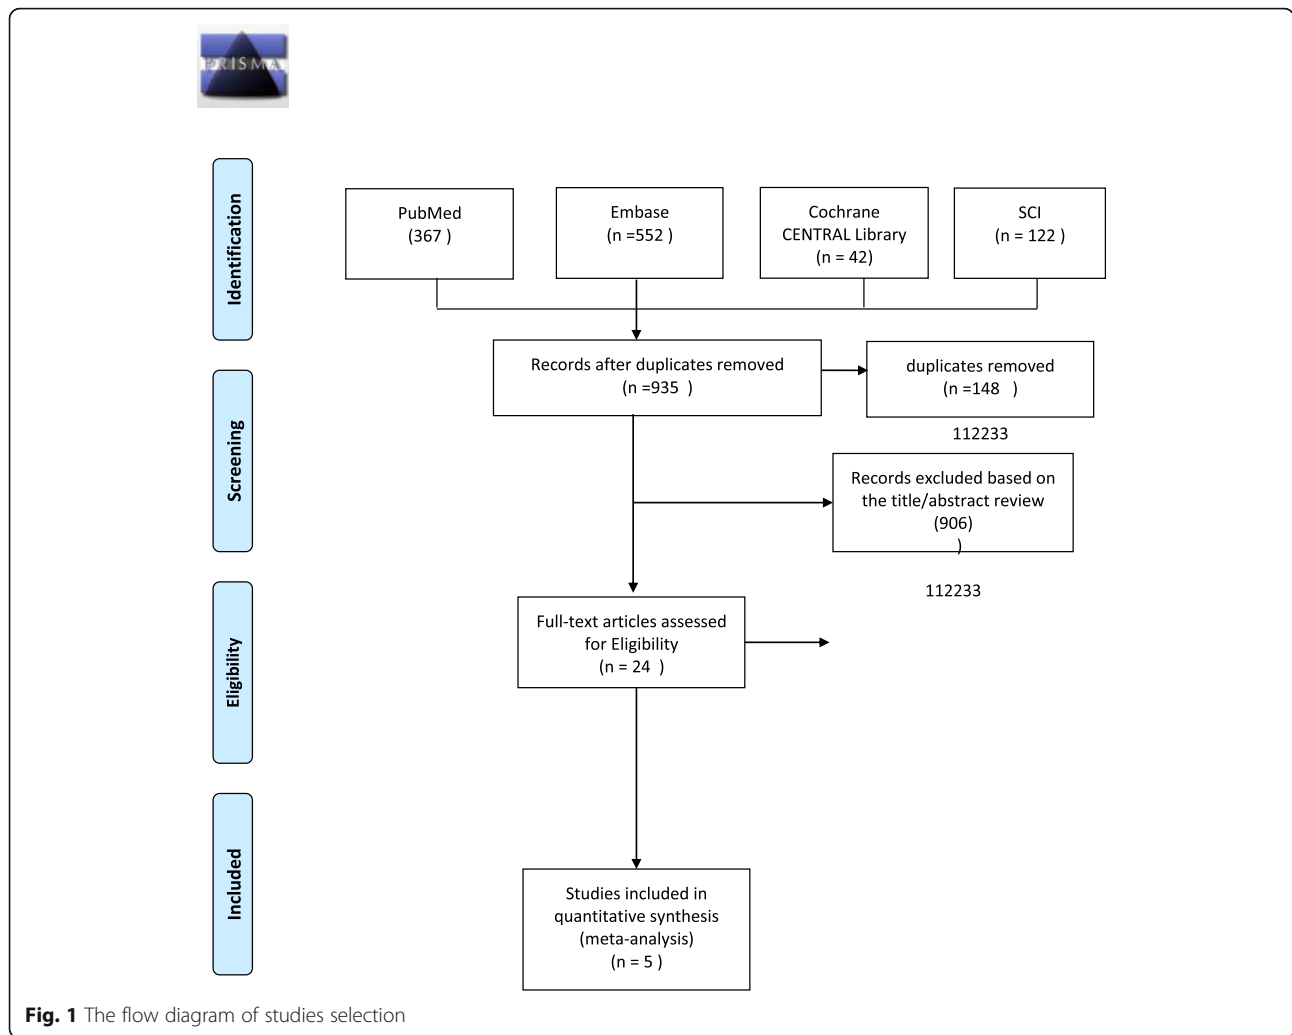 PRISMA
Identification
PubMed
(367 )
Embase
(n =552 )
Cochrane
CENTRAL Library
(n = 42)
SCI
(n = 122 )
Records after duplicates removed
(n =935 )
duplicates removed
(n =148 )
112233
Screening
Records excluded based on
the title/abstract review
(906)
)
112233
Eligibility
Full-text articles assessed
for Eligibility
(n = 24 )
Included
Studies included in
quantitative synthesis
(meta-analysis)
(n = 5 )
Fig. 1 The flow diagram of studies selection